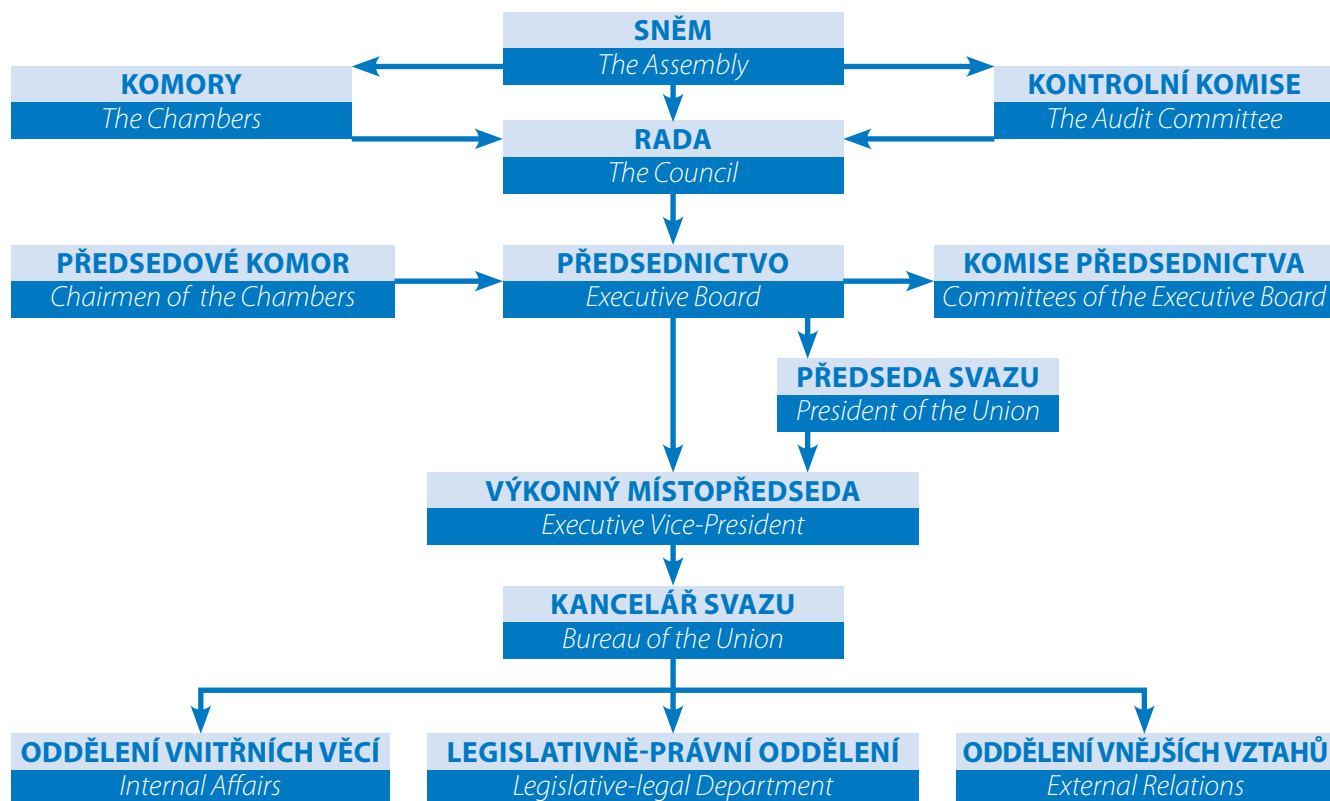 SNĚM
The Assembly
KOMORY
The Chambers
KONTROLNÍ KOMISE
The Audit Committee
RADA
The Council
PŘEDSEDOVÉ KOMOR
Chairmen of the Chambers
PŘEDSEDNICTVO
Executive Board
KOMISE PŘEDSEDNICTVA
Committees of the Executive Board
PŘEDSEDA SVAZU
President of the Union
VÝKONNÝ MÍSTOPŘEDSEDA
Executive Vice-President
KANCELÁŘ SVAZU
Bureau of the Union
ODDĚLENÍ VNITŘNÍCH VĚCÍ
Internal Affairs
LEGISLATIVNĚ-PRÁVNÍ ODDĚLENÍ
Legislative-legal Department
ODDĚLENÍ VNĚJŠÍCH VZTAHŮ
External Relations